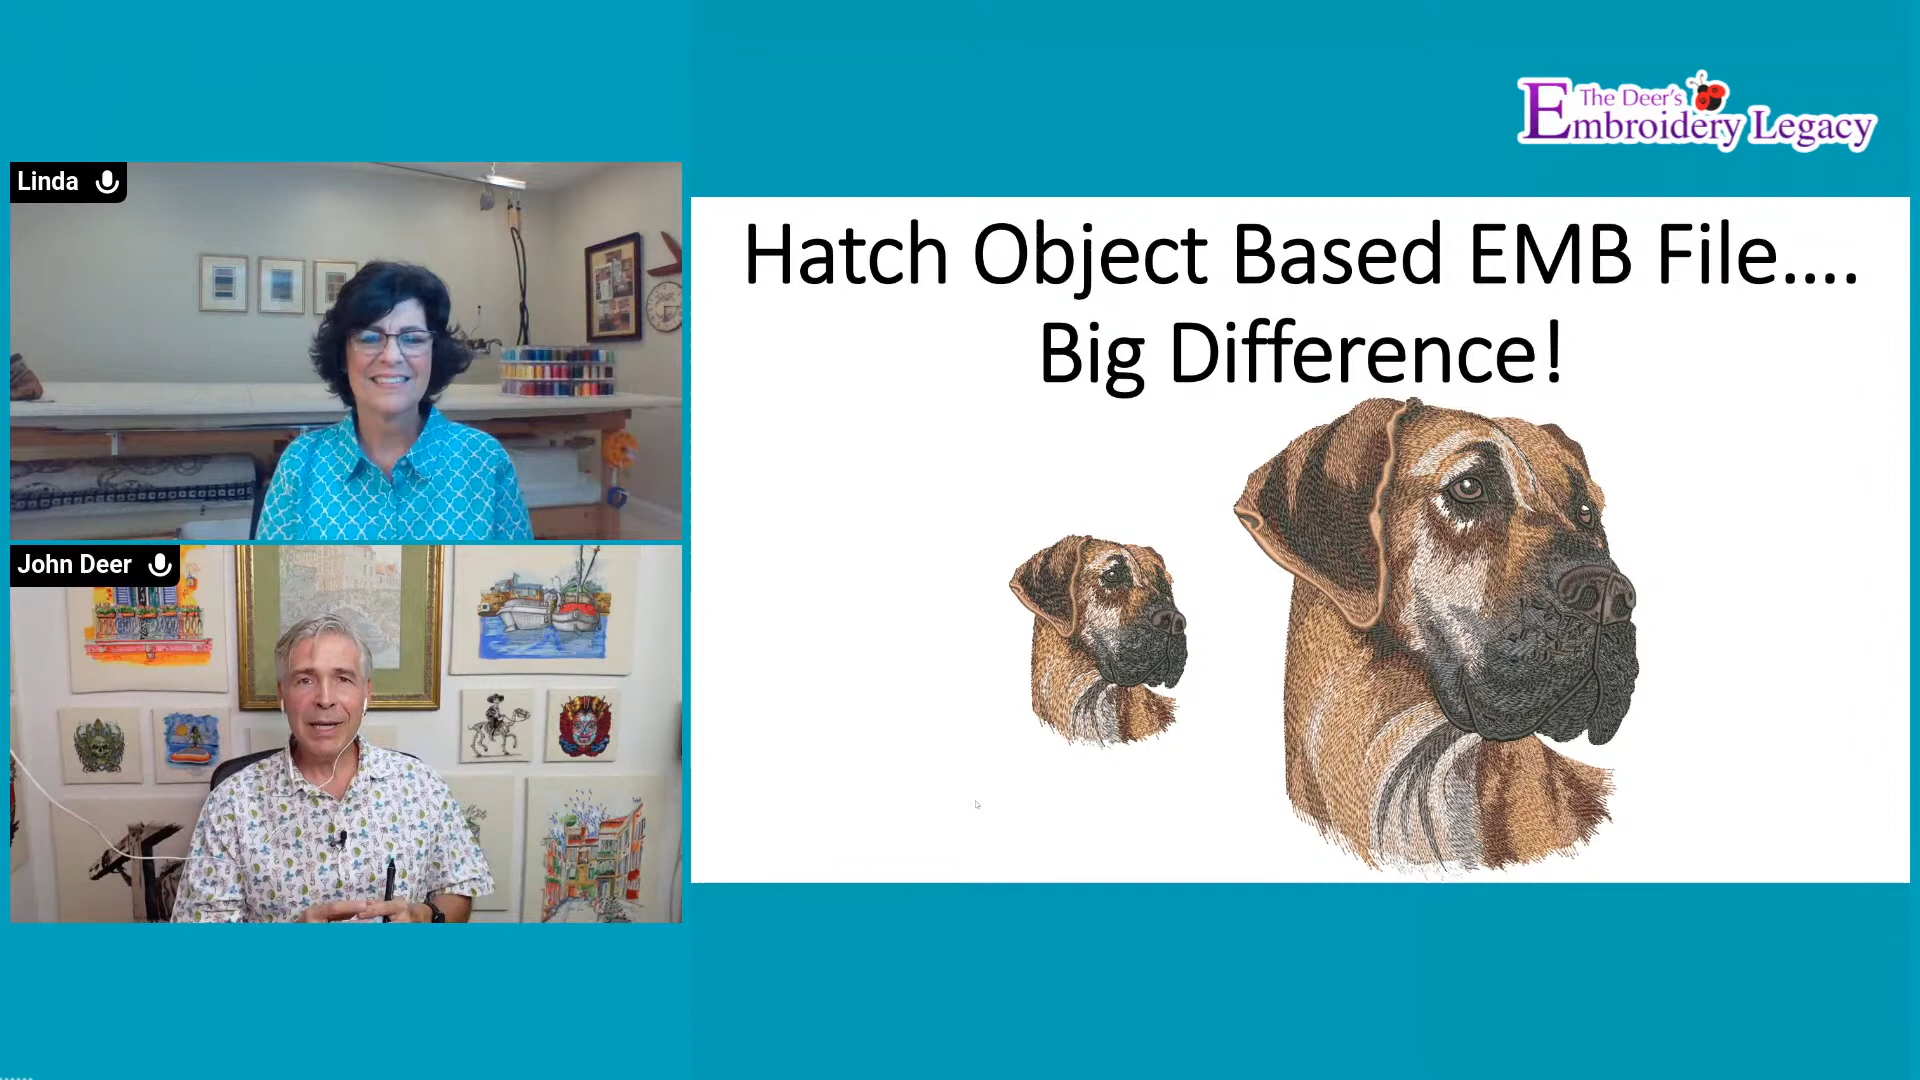 The Deer's
Embroidery Legacy
Linda
John Deer
Hatch Object Based EMB File....
Big Difference!